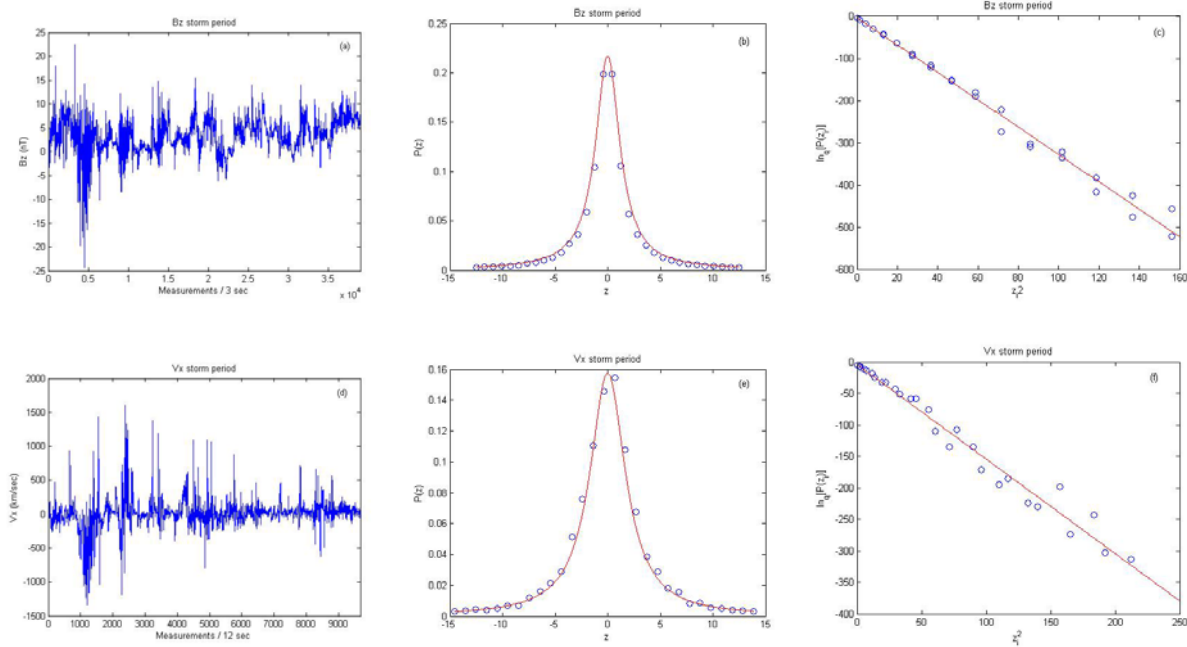 Bz storm period
(a)
Bz (nT)
25
20
15
10
5
0
-5
-10
-15
-20
-25
0 0.5 1 1.5 2 2.5 3 3.5
Measurements / 3 sec
x 10^4
Bz storm period
(b)
P(z)
0.25
0.2
0.15
0.1
0.05
0
-15 -10 -5 0 5 10 15
z
Bz storm period
(c)
ln_q[P(z_i)]
0
-100
-200
-300
-400
-500
-600
0 20 40 60 80 100 120 140 160
z_i^2
Vx storm period
(d)
Vx (km/sec)
2000
1500
1000
500
0
-500
-1000
-1500
0 1000 2000 3000 4000 5000 6000 7000 8000 9000
Measurements / 12 sec
Vx storm period
(e)
P(z)
0.16
0.14
0.12
0.1
0.08
0.06
0.04
0.02
0
-15 -10 -5 0 5 10 15
z
Vx storm period
(f)
ln_q[P(z_i)]
0
-50
-100
-150
-200
-250
-300
-350
-400
0 50 100 150 200 250
z_i^2